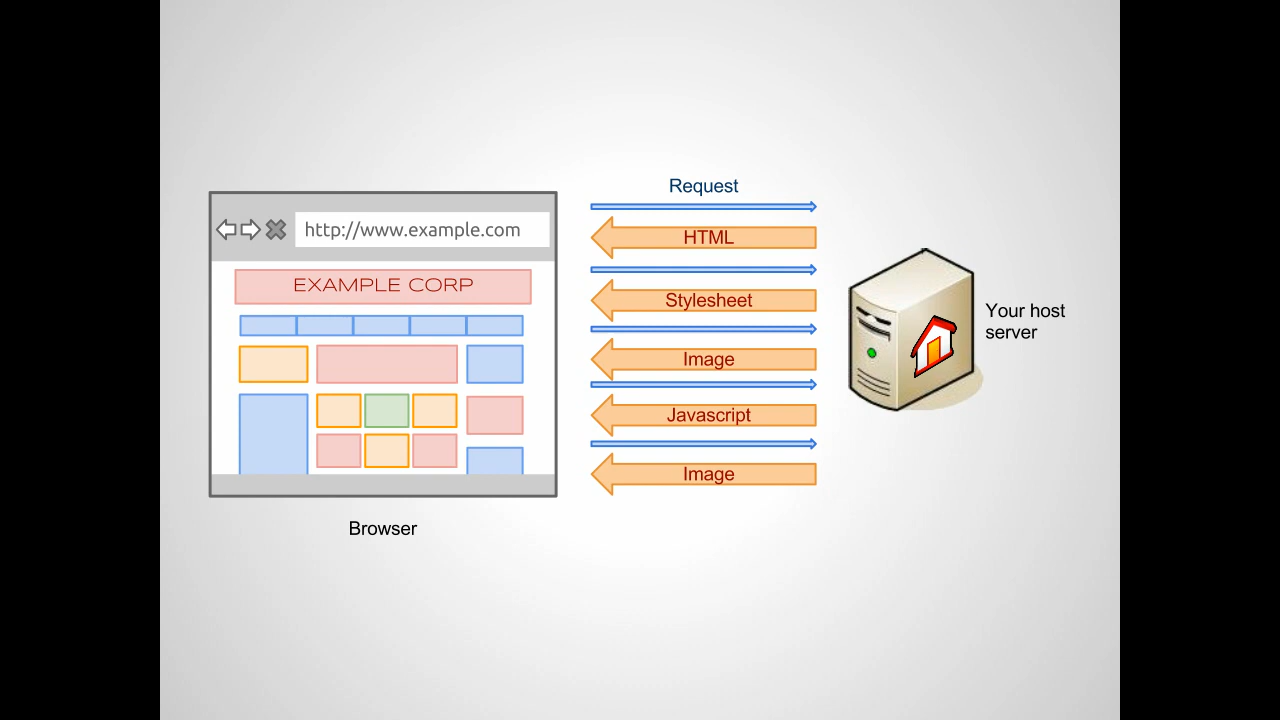 Request
http://www.example.com
HTML
EXAMPLE CORP
Stylesheet
Your host
server
Image
Javascript
Image
Browser